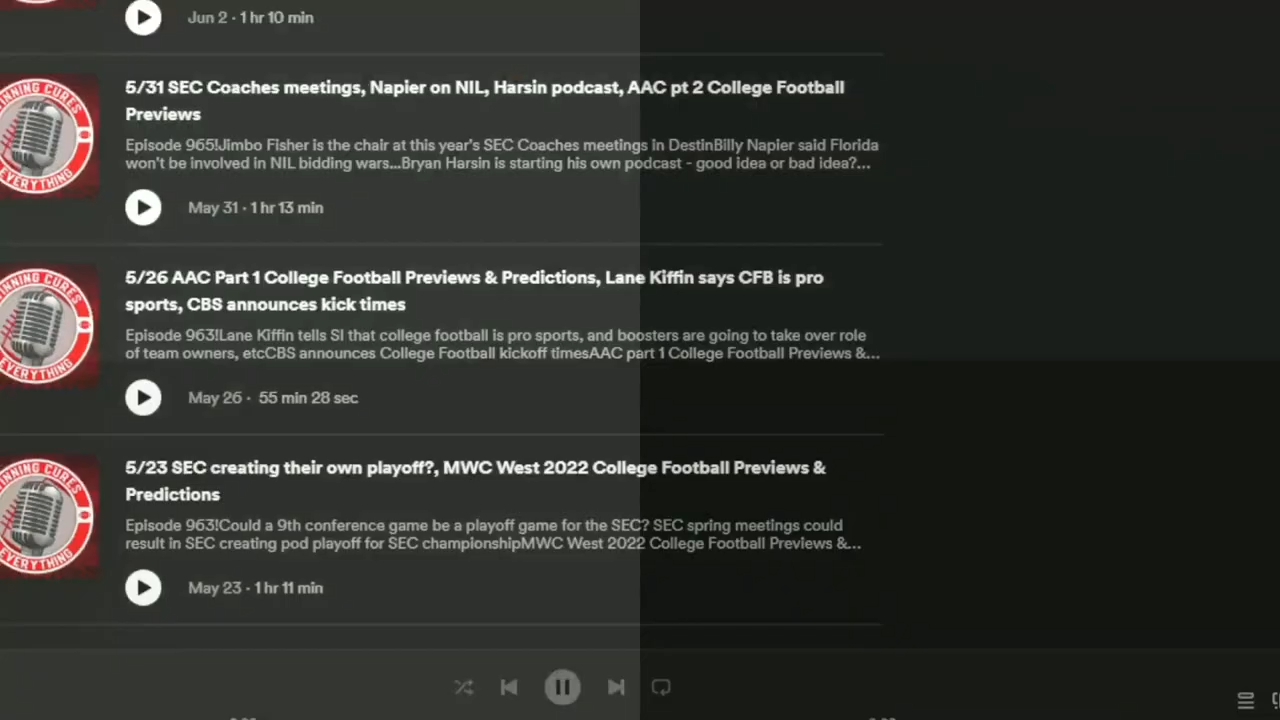 Jun 2 · 1 hr 10 min
5/31 SEC Coaches meetings, Napier on NIL, Harsin podcast, AAC pt 2 College Football
Previews
Episode 965!Jimbo Fisher is the chair at this year's SEC Coaches meetings in DestinBilly Napier said Florida
won't be involved in NIL bidding wars...Bryan Harsin is starting his own podcast - good idea or bad idea?...
NNING CURES
EVERYTHING
May 31 · 1 hr 13 min
5/26 AAC Part 1 College Football Previews & Predictions, Lane Kiffin says CFB is pro
sports, CBS announces kick times
Episode 963!Lane Kiffin tells SI that college football is pro sports, and boosters are going to take over role
of team owners, etcCBS announces College Football kickoff timesAAC part 1 College Football Previews &...
NNING CURES
EVERYTHING
May 26 · 55 min 28 sec
5/23 SEC creating their own playoff?, MWC West 2022 College Football Previews &
Predictions
Episode 963!Could a 9th conference game be a playoff game for the SEC? SEC spring meetings could
result in SEC creating pod playoff for SEC championshipMWC West 2022 College Football Previews &...
NNING CURES
EVERYTHING
May 23 · 1 hr 11 min